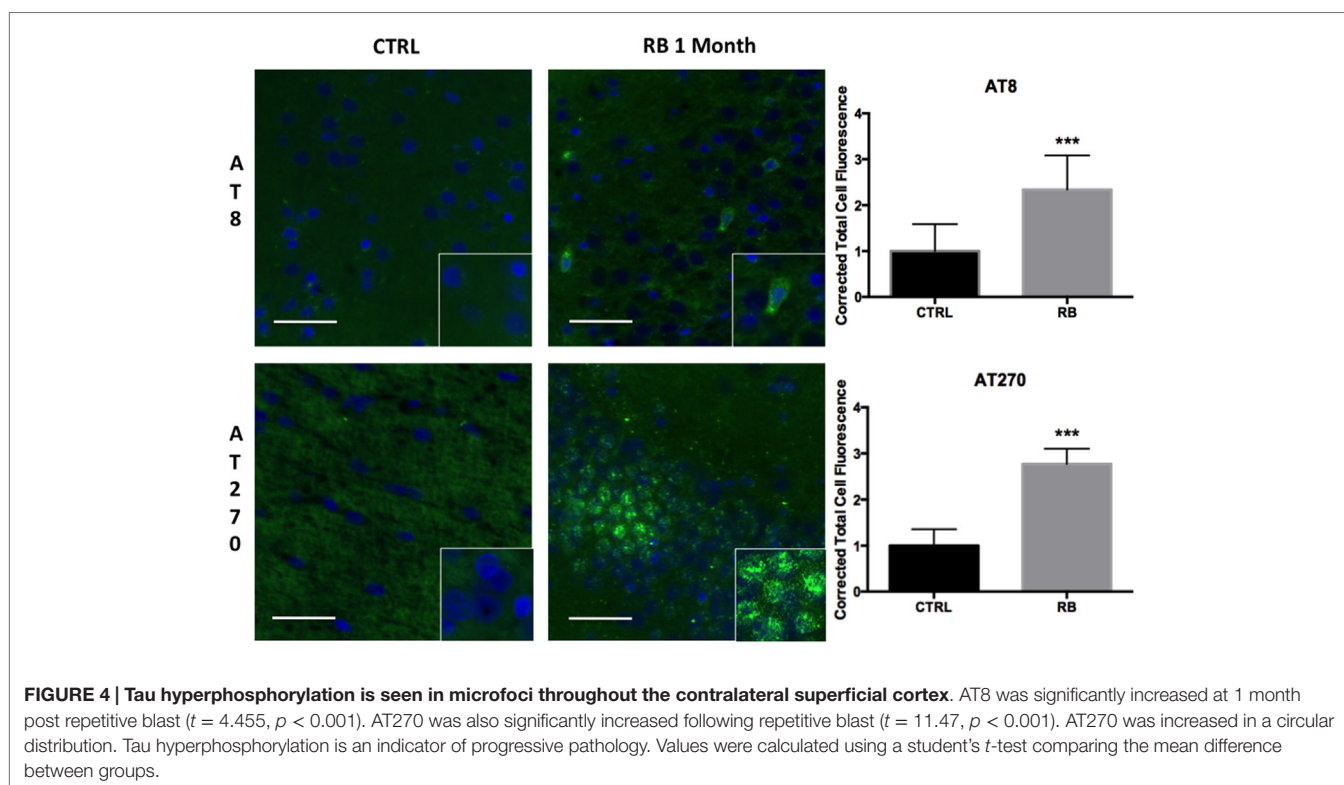 CTRL
RB 1 Month
A
T
8
AT8
Corrected Total Cell Fluorescence
4
3
2
1
0
***
CTRL
RB
A
T
2
7
0
AT270
Corrected Total Cell Fluorescence
4
3
2
1
0
***
CTRL
RB
FIGURE 4 | Tau hyperphosphorylation is seen in microfoci throughout the contralateral superficial cortex. AT8 was significantly increased at 1 month
post repetitive blast (t = 4.455, p < 0.001). AT270 was also significantly increased following repetitive blast (t = 11.47, p < 0.001). AT270 was increased in a circular
distribution. Tau hyperphosphorylation is an indicator of progressive pathology. Values were calculated using a student’s t-test comparing the mean difference
between groups.